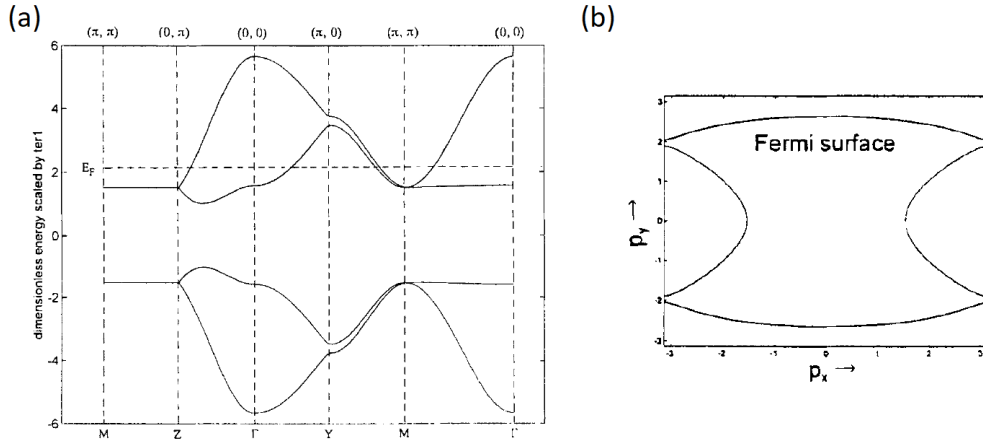 (a)
(π, π) (0, π) (0, 0) (π, 0) (π, π) (0, 0)
6
4
2
0
-2
-4
-6
E_F
dimensionless energy scaled by ter1
M Z Γ Y M Γ
(b)
3
2
1
0
-1
-2
-3
Fermi surface
p_y →
-3 -2 -1 0 1 2 3
p_x →